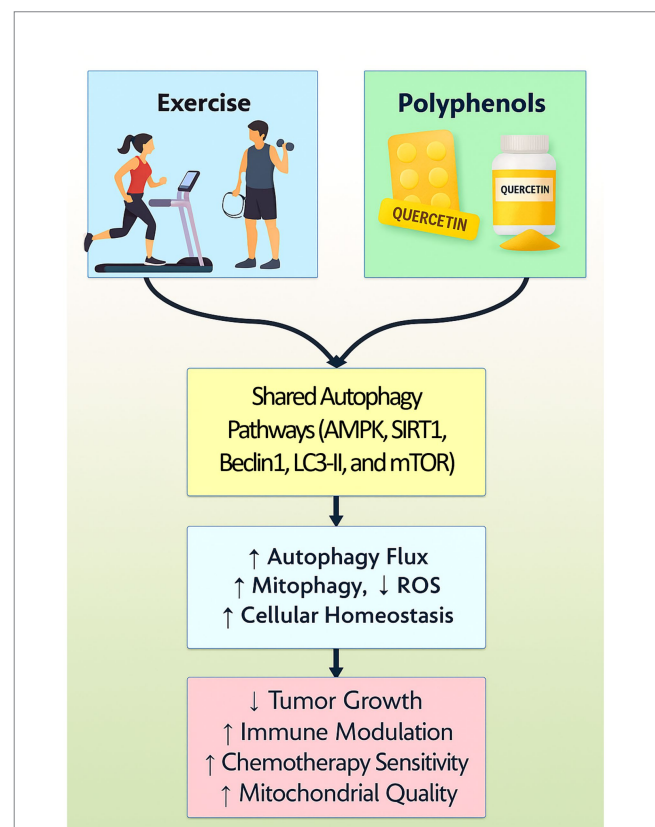 Exercise
Polyphenols
QUERCETIN
QUERCETIN
Shared Autophagy
Pathways (AMPK, SIRT1,
Beclin1, LC3-II, and mTOR)
↑ Autophagy Flux
↑ Mitophagy, ↓ ROS
↑ Cellular Homeostasis
↓ Tumor Growth
↑ Immune Modulation
↑ Chemotherapy Sensitivity
↑ Mitochondrial Quality